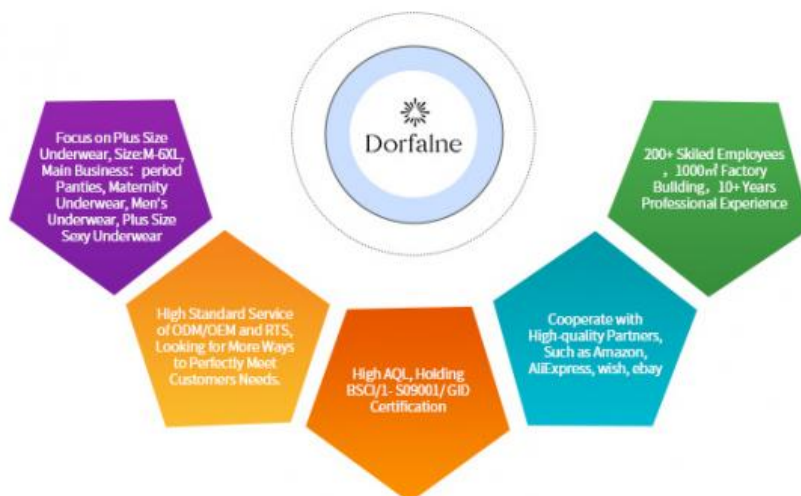 Dorfalne
Focus on Plus Size
Underwear, Size:M-6XL,
Main Business：period
Panties, Maternity
Underwear, Men's
Underwear, Plus Size
Sexy Underwear
High Standard Service
of ODM/OEM and RTS,
Looking for More Ways
to Perfectly Meet
Customers Needs.
High AQL, Holding
BSCI/1- S09001/ GID
Certification
Cooperate with
High-quality Partners,
Such as Amazon,
AliExpress, wish, ebay
200+ Skiled Employees
，1000㎡ Factory
Building，10+ Years
Professional Experience